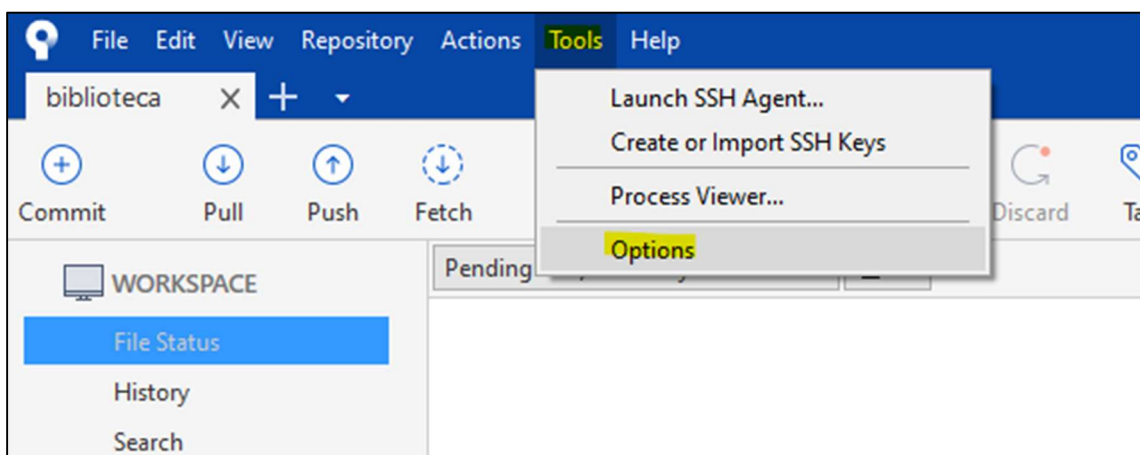 File Edit View Repository Actions Tools Help
biblioteca
Launch SSH Agent...
Create or Import SSH Keys
Process Viewer...
Options
Commit Pull Push Fetch Discard
WORKSPACE
Pending
File Status
History
Search